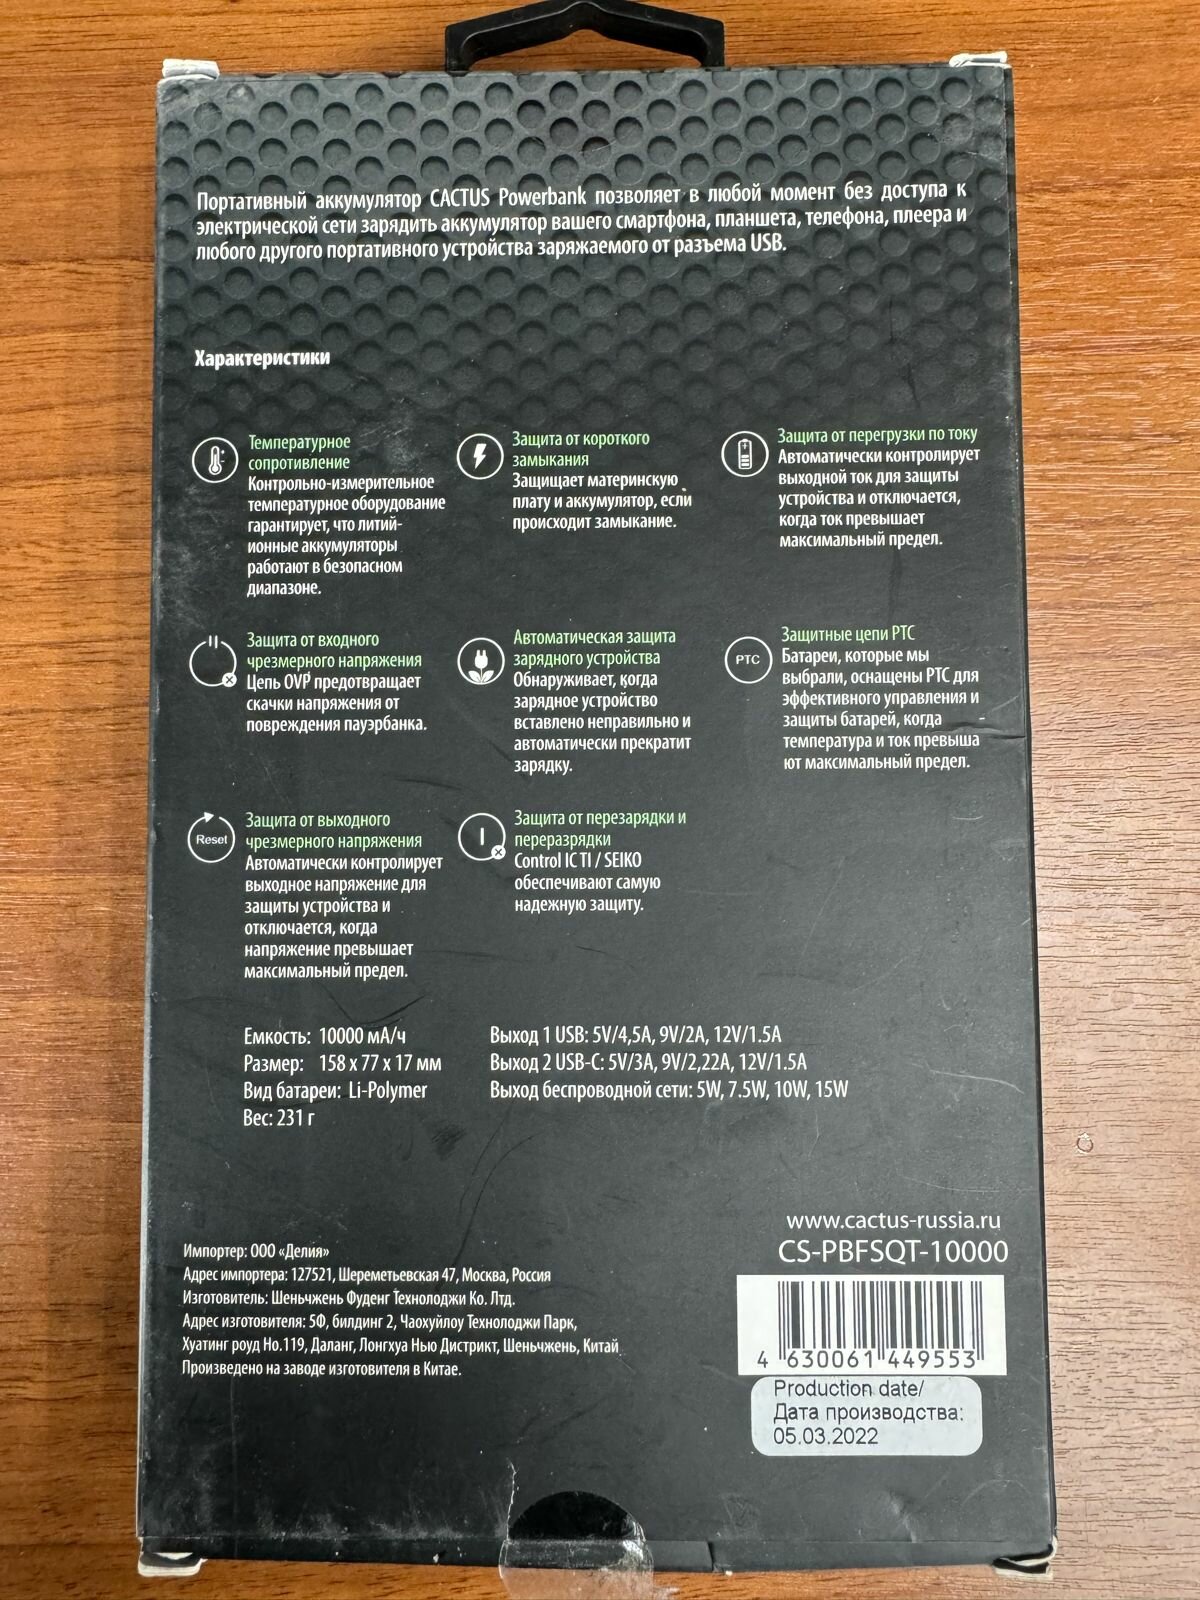 Портативный аккумулятор CACTUS Powerbank позволяет в любой момент без доступа к
электрической сети зарядить аккумулятор вашего смартфона, планшета, телефона, плеера и
любого другого портативного устройства заряжаемого от разъема USB.
Характеристики
Температурное
сопротивление
Контрольно-измерительное
температурное оборудование
гарантирует, что литий-
ионные аккумуляторы
работают в безопасном
диапазоне.
Защита от короткого
замыкания
Защищает материнскую
плату и аккумулятор, если
происходит замыкание.
Защита от перегрузки по току
Автоматически контролирует
выходной ток для защиты
устройства и отключается,
когда ток превышает
максимальный предел.
Защита от входного
чрезмерного напряжения
Цепь OVP предотвращает
скачки напряжения от
повреждения пауэрбанка.
Автоматическая защита
зарядного устройства
Обнаруживает, когда
зарядное устройство
вставлено неправильно и
автоматически прекратит
зарядку.
PTC
Защитные цепи PTC
Батареи, которые мы
выбрали, оснащены PTC для
эффективного управления и
защиты батарей, когда
температура и ток превыша -
ют максимальный предел.
Reset
Защита от выходного
чрезмерного напряжения
Автоматически контролирует
выходное напряжение для
защиты устройства и
отключается, когда
напряжение превышает
максимальный предел.
Защита от перезарядки и
переразрядки
Control IC TI / SEIKO
обеспечивают самую
надежную защиту.
Емкость: 10000 мА/ч
Размер: 158 x 77 x 17 мм
Вид батареи: Li-Polymer
Вес: 231 г
Выход 1 USB: 5V/4,5A, 9V/2A, 12V/1.5A
Выход 2 USB-C: 5V/3A, 9V/2,22A, 12V/1.5A
Выход беспроводной сети: 5W, 7.5W, 10W, 15W
Импортер: ООО «Делия»
Адрес импортера: 127521, Шереметьевская 47, Москва, Россия
Изготовитель: Шеньчжень Фуденг Технолоджи Ко. Лтд.
Адрес изготовителя: 5Ф, билдинг 2, Чаохуйлоу Технолоджи Парк,
Хуатинг роуд Но.119, Даланг, Лонгхуа Нью Дистрикт, Шеньчжень, Китай
Произведено на заводе изготовителя в Китае.
www.cactus-russia.ru
CS-PBFSQT-10000
4 630061 449553
Production date/
Дата производства:
05.03.2022